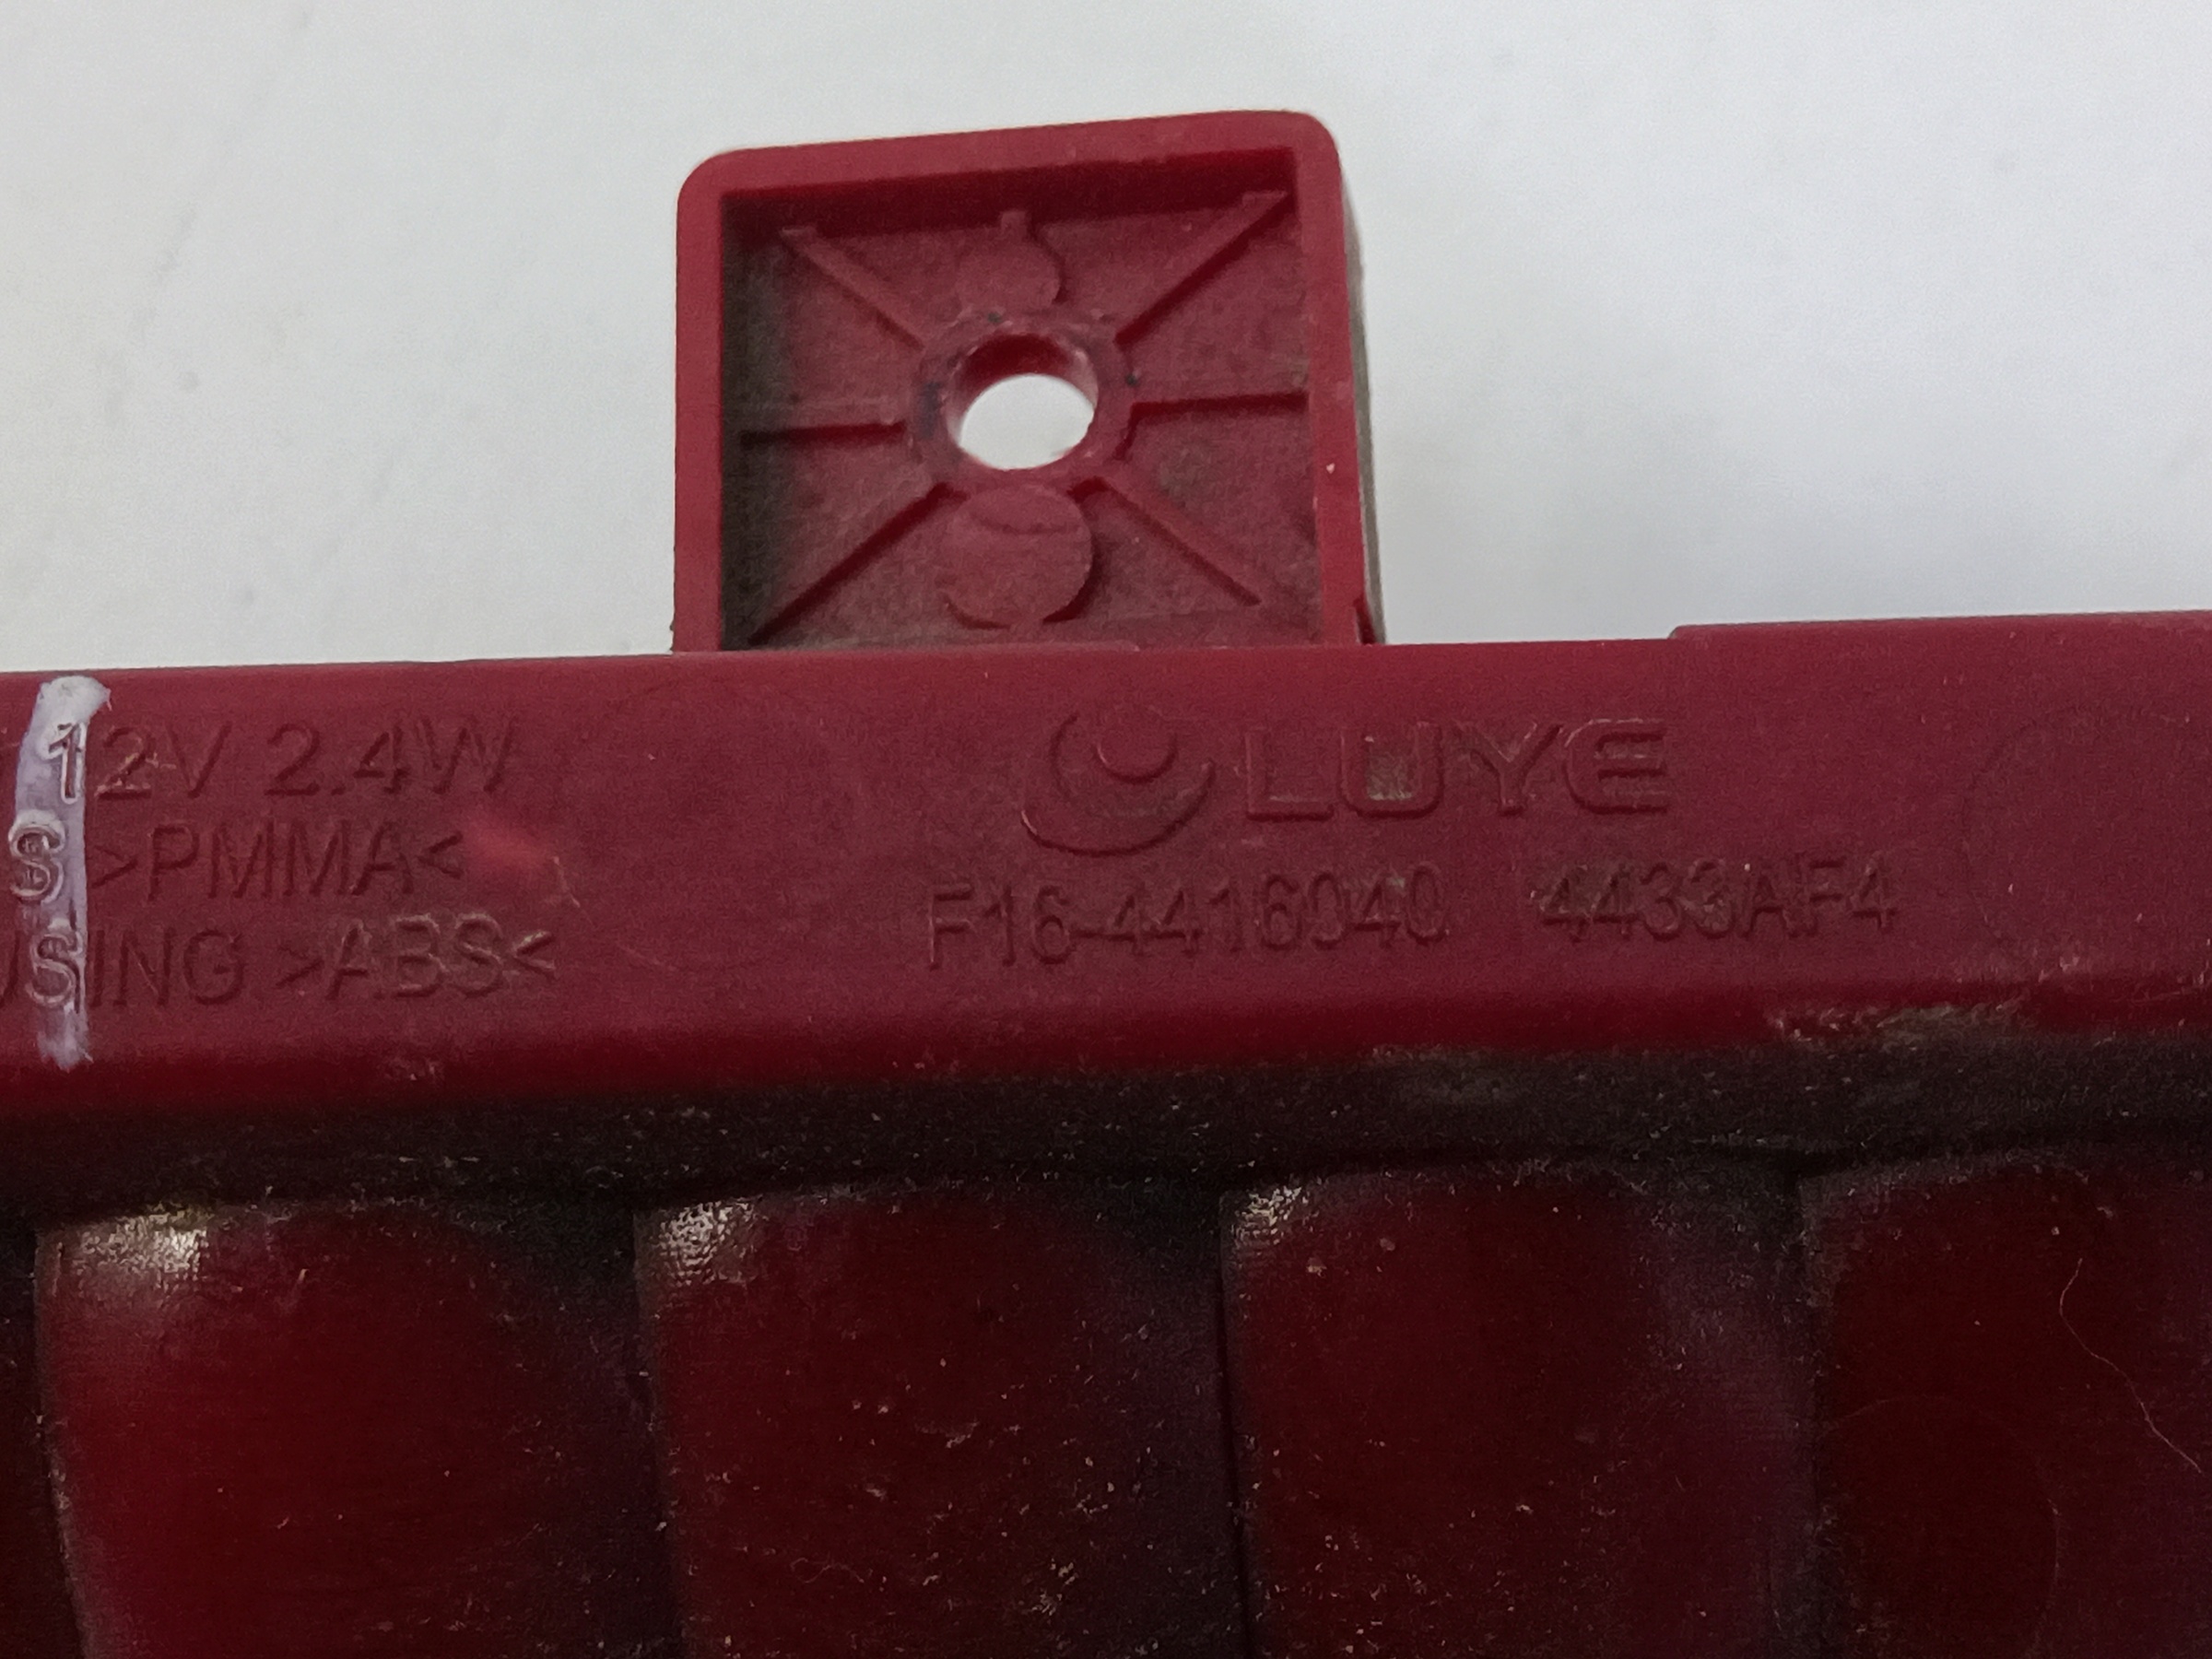 12V 2.4W
S >PMMA<
USING >ABS<
LUYE
F16-4416040 4433AF4